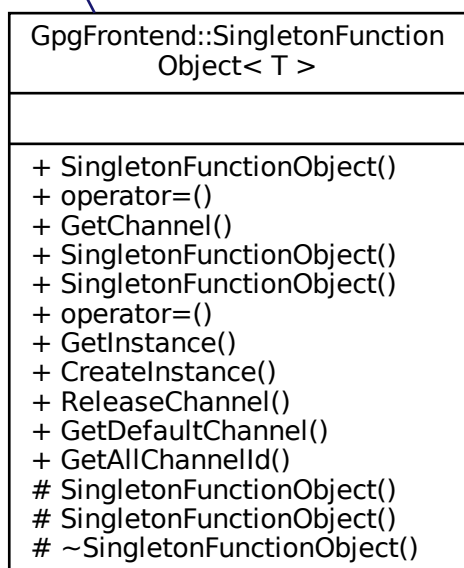 GpgFrontend::SingletonFunction
Object< T >
+ SingletonFunctionObject()
+ operator=()
+ GetChannel()
+ SingletonFunctionObject()
+ SingletonFunctionObject()
+ operator=()
+ GetInstance()
+ CreateInstance()
+ ReleaseChannel()
+ GetDefaultChannel()
+ GetAllChannelId()
# SingletonFunctionObject()
# SingletonFunctionObject()
# ~SingletonFunctionObject()